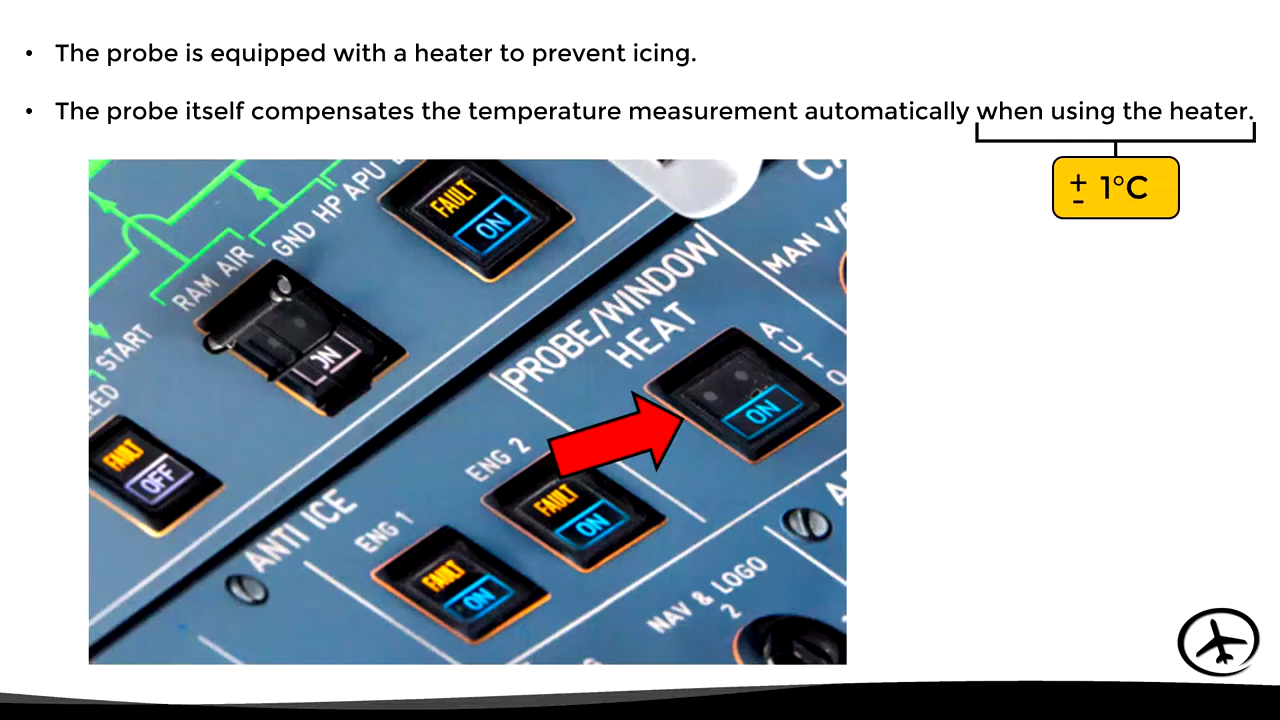 • The probe is equipped with a heater to prevent icing.
• The probe itself compensates the temperature measurement automatically when using the heater.
+
- 1°C
GND HP APU
FAULT
ON
RAM AIR
ON
START
FAULT
OFF
MAN V/
PROBE/WINDOW
HEAT
AUTO
ON
ANTI ICE
ENG 1
FAULT
ON
ENG 2
FAULT
ON
NAV & LOGO
2